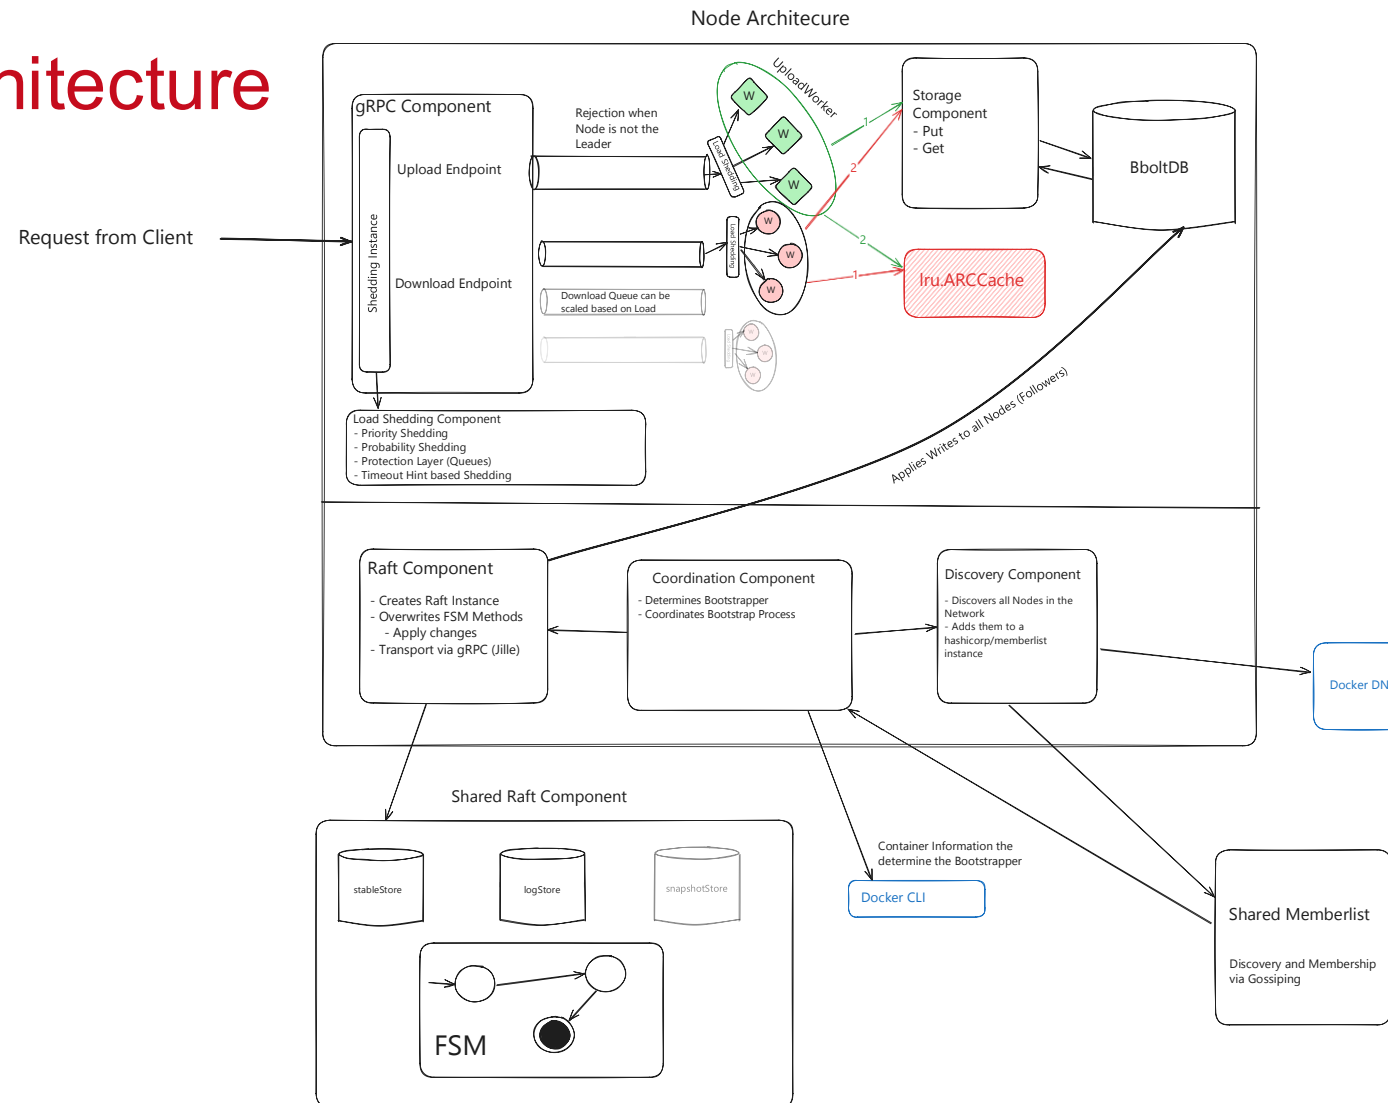 Node Architecure
hitecture
gRPC Component
Shedding Instance
Upload Endpoint
Download Endpoint
Request from Client
Rejection when
Node is not the
Leader
Load Shedding
UploadWorker
W
W
W
Load Shedding
W
W
W
Download Queue can be
scaled based on Load
W
W
W
1
2
2
1
Storage
Component
- Put
- Get
BboltDB
lru.ARCCache
Load Shedding Component
- Priority Shedding
- Probability Shedding
- Protection Layer (Queues)
- Timeout Hint based Shedding
Applies Writes to all Nodes (Followers)
Raft Component
- Creates Raft Instance
- Overwrites FSM Methods
- Apply changes
- Transport via gRPC (Jille)
Coordination Component
- Determines Bootstrapper
- Coordinates Bootstrap Process
Discovery Component
- Discovers all Nodes in the
Network
- Adds them to a
hashicorp/memberlist
instance
Docker DN
Shared Raft Component
stableStore
logStore
snapshotStore
FSM
Container Information the
determine the Bootstrapper
Docker CLI
Shared Memberlist
Discovery and Membership
via Gossiping